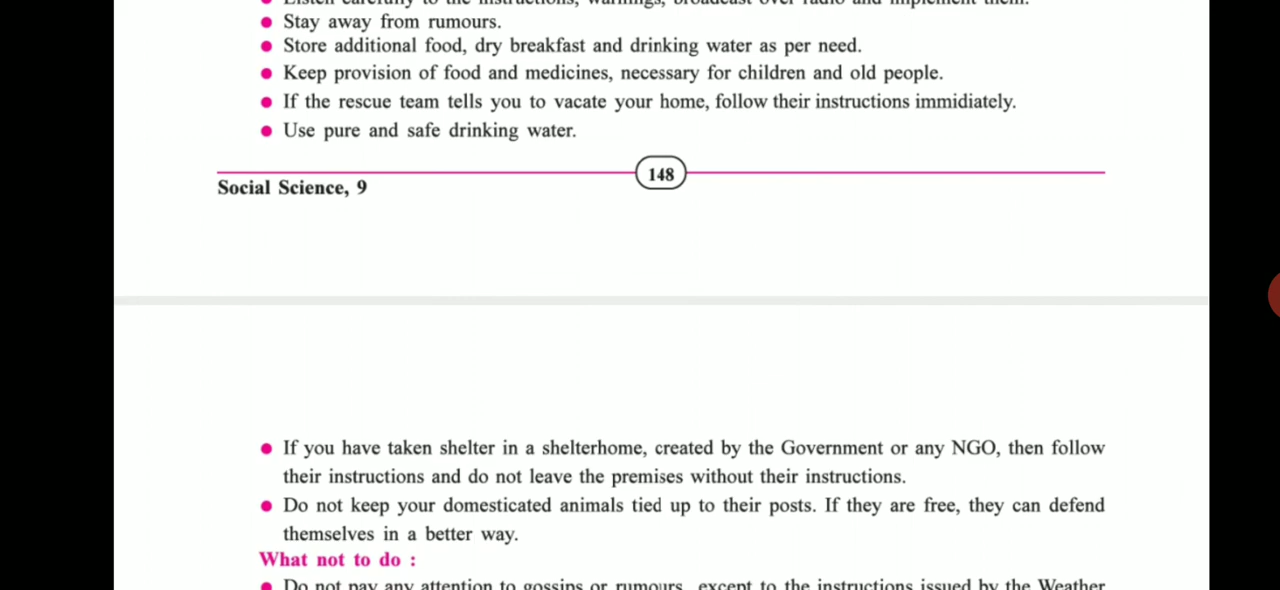 Listen carefully to the instructions, warnings, broadcast over radio and implement them.
Stay away from rumours.
Store additional food, dry breakfast and drinking water as per need.
Keep provision of food and medicines, necessary for children and old people.
If the rescue team tells you to vacate your home, follow their instructions immidiately.
Use pure and safe drinking water.
148
Social Science, 9
If you have taken shelter in a shelterhome, created by the Government or any NGO, then follow
their instructions and do not leave the premises without their instructions.
Do not keep your domesticated animals tied up to their posts. If they are free, they can defend
themselves in a better way.
What not to do :
Do not pay any attention to gossips or rumours, except to the instructions issued by the Weather